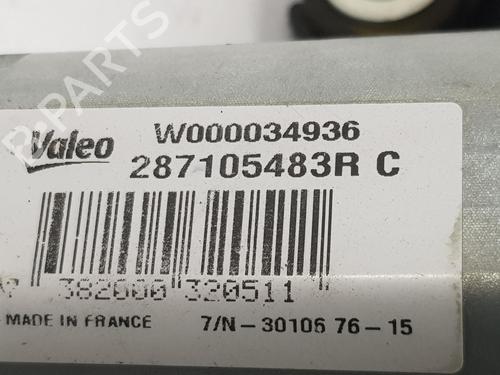 Valeo
W000034936
287105483R C
382000 320511
MADE IN FRANCE 7/N-30106 76-15
B-PARTS